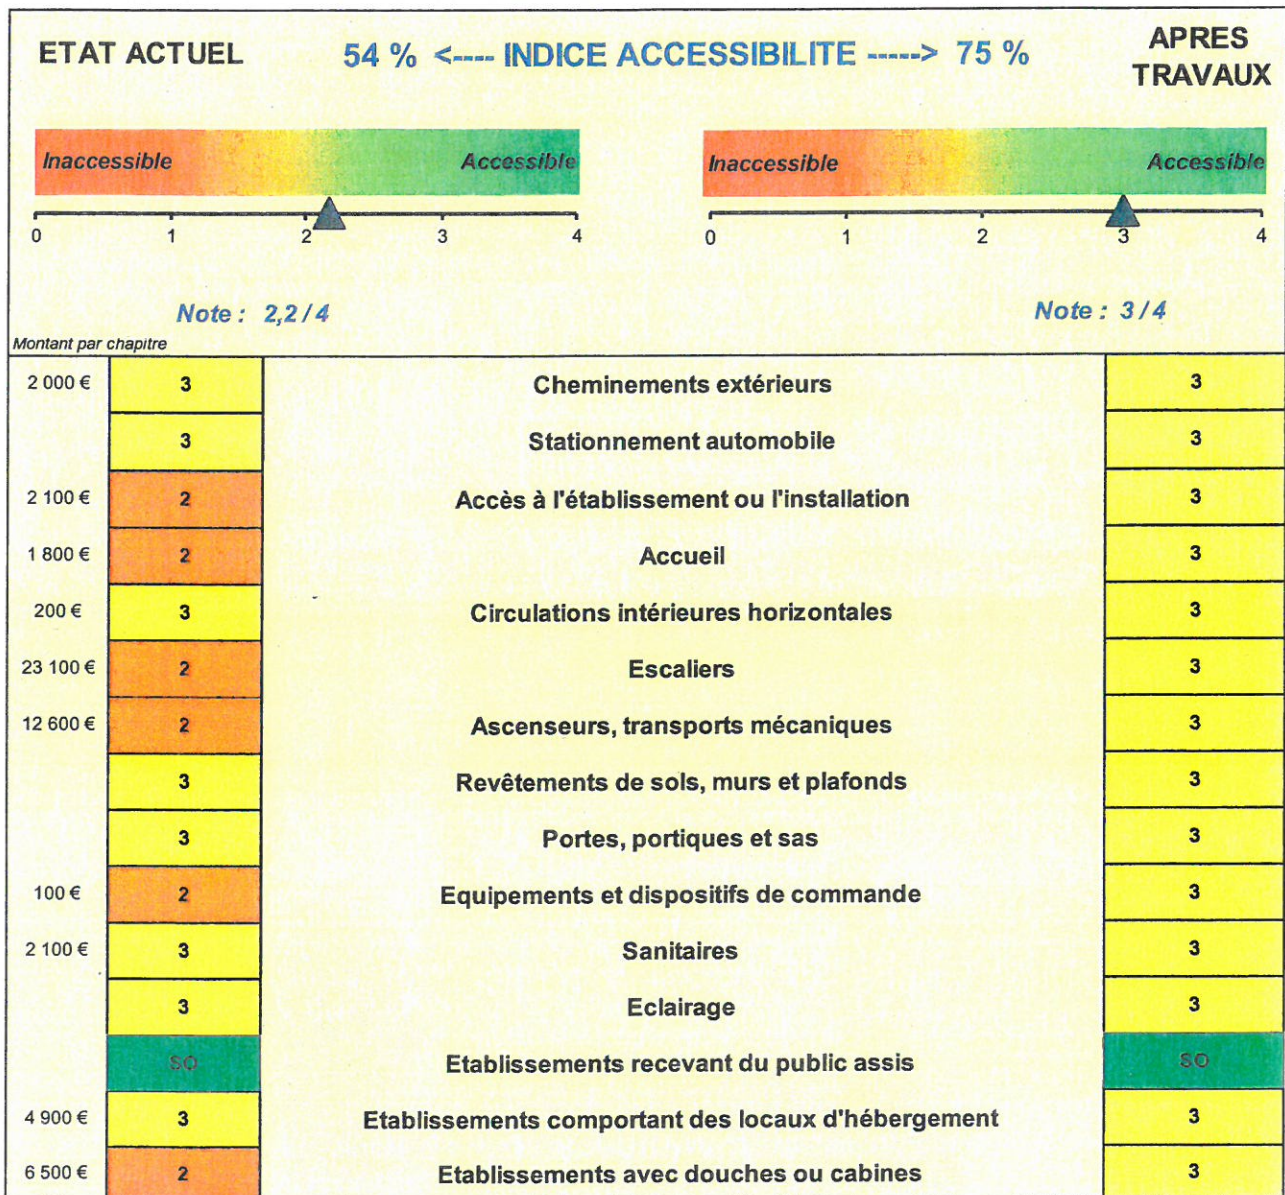 ETAT ACTUEL 54 % <---- INDICE ACCESSIBILITE -----> 75 % APRES
TRAVAUX
Inaccessible Accessible Inaccessible Accessible
0 1 2 3 4 0 1 2 3 4
Note : 2,2 / 4 Note : 3 / 4
Montant par chapitre
2 000 € 3 Cheminements extérieurs 3
3 Stationnement automobile 3
2 100 € 2 Accès à l'établissement ou l'installation 3
1 800 € 2 Accueil 3
200 € 3 Circulations intérieures horizontales 3
23 100 € 2 Escaliers 3
12 600 € 2 Ascenseurs, transports mécaniques 3
3 Revêtements de sols, murs et plafonds 3
3 Portes, portiques et sas 3
100 € 2 Equipements et dispositifs de commande 3
2 100 € 3 Sanitaires 3
3 Eclairage 3
SO Etablissements recevant du public assis SO
4 900 € 3 Etablissements comportant des locaux d'hébergement 3
6 500 € 2 Etablissements avec douches ou cabines 3